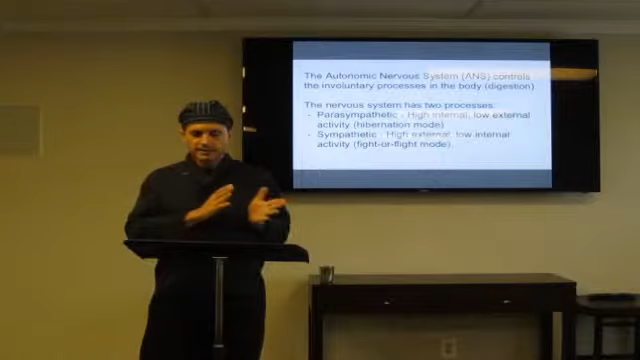 The Autonomic Nervous System (ANS) controls
the involuntary processes in the body (digestion)
The nervous system has two processes:
- Parasympathetic - High internal, low external
activity (hibernation mode)
- Sympathetic - High external, low internal
activity (fight-or-flight mode).